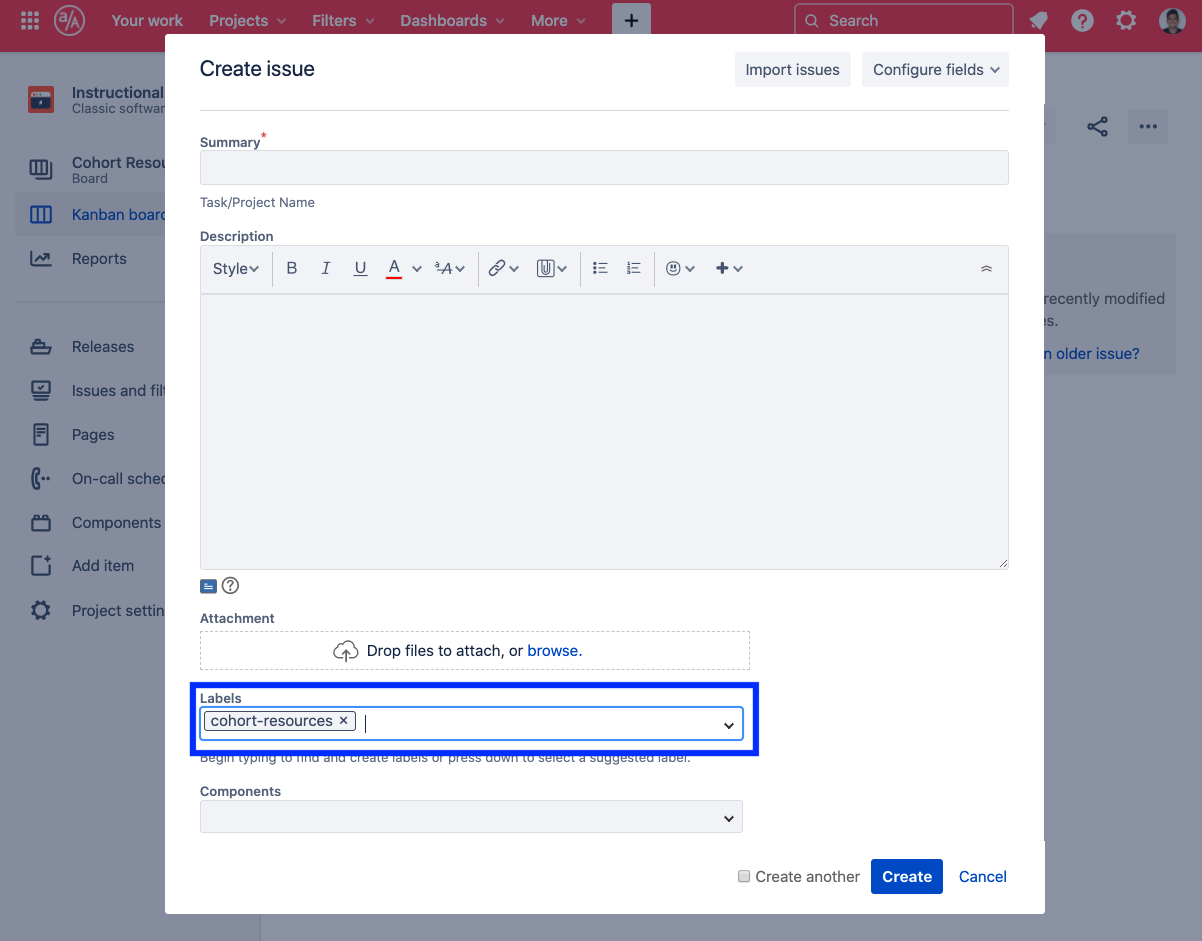 a/A Your work Projects Filters Dashboards More + Search ?
Create issue
Import issues Configure fields
Instructional
Classic softwar
Summary*
Cohort Resou
Board
Task/Project Name
Kanban board
Description
Reports
Style B I U A ªA
recently modified
es.
n older issue?
Releases
Issues and filt
Pages
On-call sched
Components
Add item
Project settin
?
Attachment
Drop files to attach, or browse.
Labels
cohort-resources ×
Begin typing to find and create labels or press down to select a suggested label.
Components
Create another Create Cancel